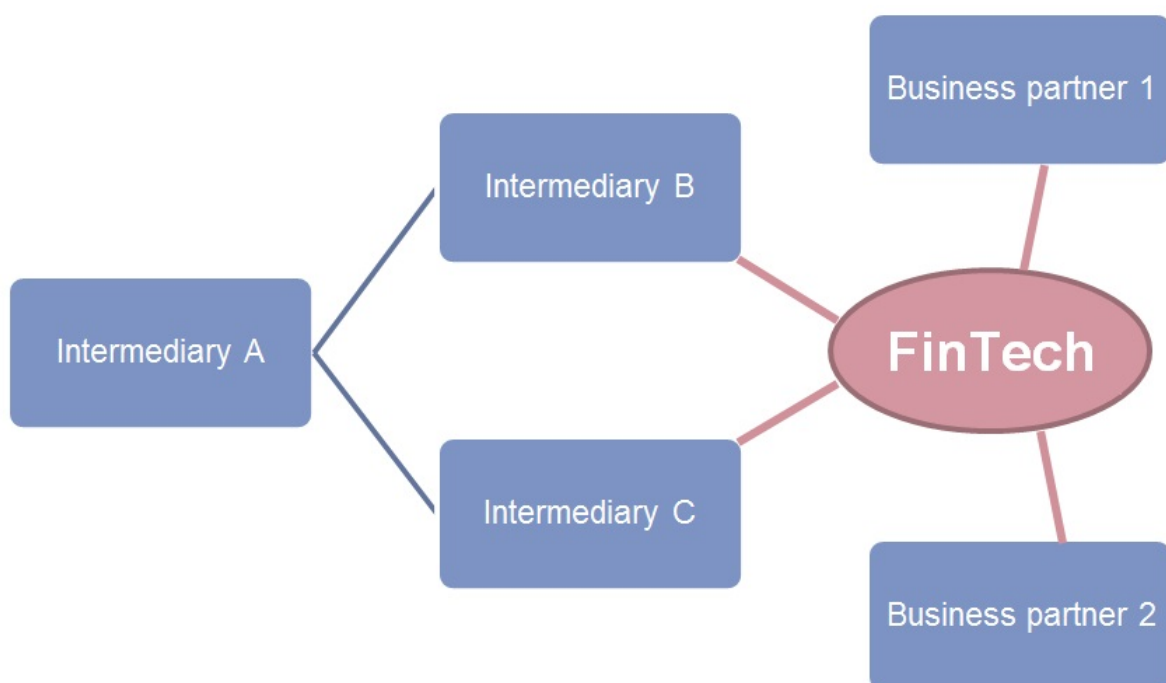 Business partner 1
Intermediary B
Intermediary A
FinTech
Intermediary C
Business partner 2